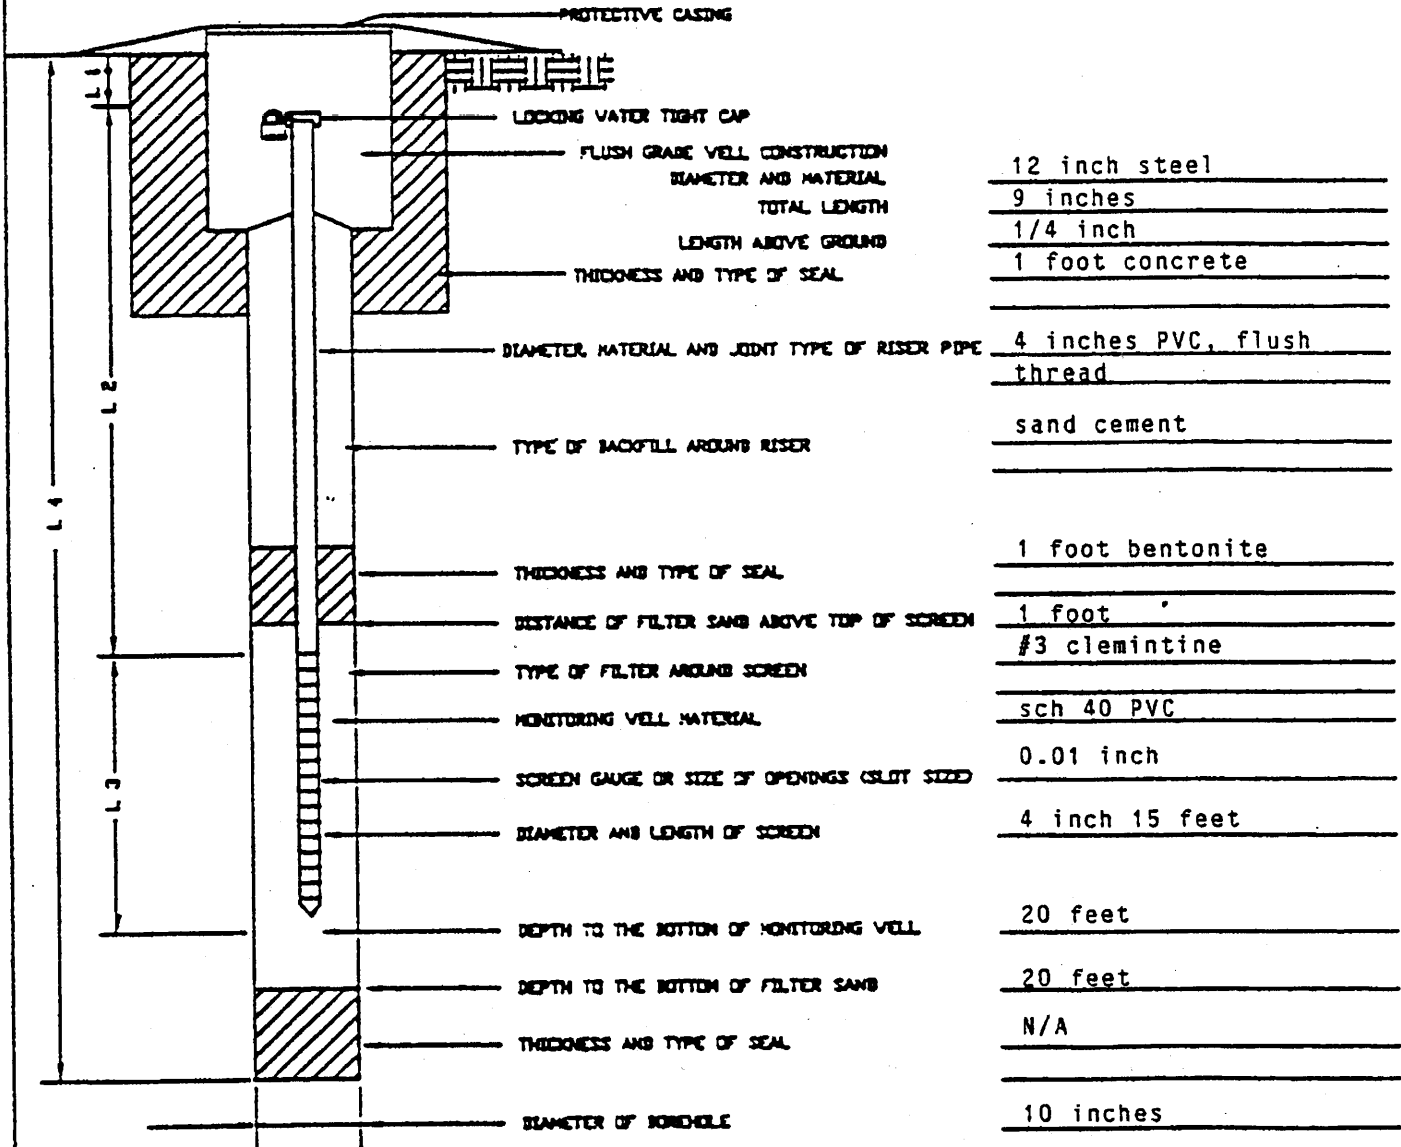 PROTECTIVE CASING
L 1
LOCKING WATER TIGHT CAP
FLUSH GRADE WELL CONSTRUCTION
DIAMETER AND MATERIAL 12 inch steel
TOTAL LENGTH 9 inches
LENGTH ABOVE GROUND 1/4 inch
THICKNESS AND TYPE OF SEAL 1 foot concrete
DIAMETER, MATERIAL AND JOINT TYPE OF RISER PIPE 4 inches PVC, flush
thread
L 2
TYPE OF BACKFILL AROUND RISER sand cement
L 4
THICKNESS AND TYPE OF SEAL 1 foot bentonite
DISTANCE OF FILTER SAND ABOVE TOP OF SCREEN 1 foot
TYPE OF FILTER AROUND SCREEN #3 clemintine
MONITORING WELL MATERIAL sch 40 PVC
SCREEN GAUGE OR SIZE OF OPENINGS (SLOT SIZE) 0.01 inch
L 3
DIAMETER AND LENGTH OF SCREEN 4 inch 15 feet
DEPTH TO THE BOTTOM OF MONITORING WELL 20 feet
DEPTH TO THE BOTTOM OF FILTER SAND 20 feet
THICKNESS AND TYPE OF SEAL N/A
DIAMETER OF BOREHOLE 10 inches